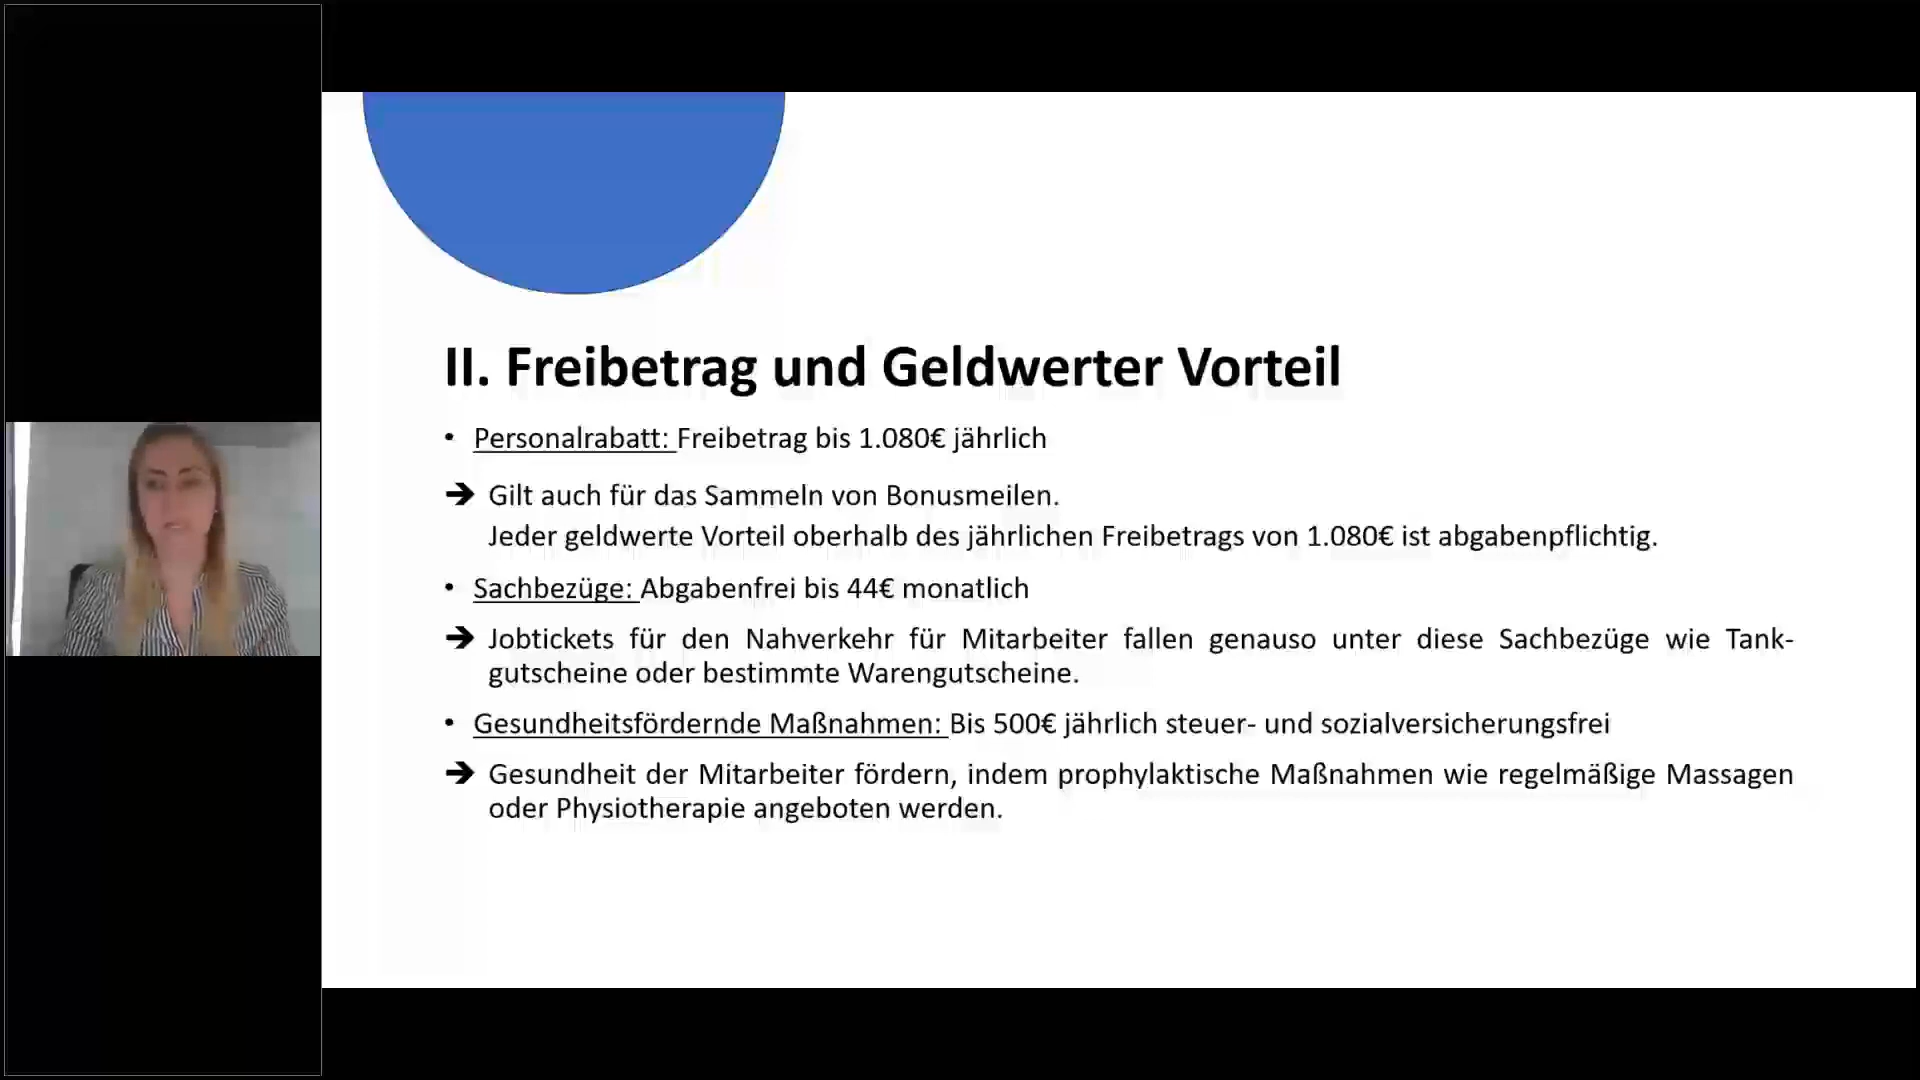 II. Freibetrag und Geldwerter Vorteil
• Personalrabatt: Freibetrag bis 1.080€ jährlich
➔ Gilt auch für das Sammeln von Bonusmeilen.
Jeder geldwerte Vorteil oberhalb des jährlichen Freibetrags von 1.080€ ist abgabenpflichtig.
• Sachbezüge: Abgabenfrei bis 44€ monatlich
➔ Jobtickets für den Nahverkehr für Mitarbeiter fallen genauso unter diese Sachbezüge wie Tank-
gutscheine oder bestimmte Warengutscheine.
• Gesundheitsfördernde Maßnahmen: Bis 500€ jährlich steuer- und sozialversicherungsfrei
➔ Gesundheit der Mitarbeiter fördern, indem prophylaktische Maßnahmen wie regelmäßige Massagen
oder Physiotherapie angeboten werden.